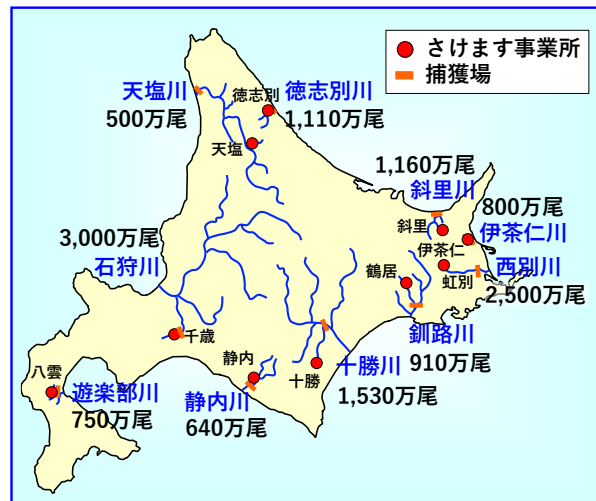 さけます事業所
捕獲場
天塩川
500万尾
徳志別
徳志別川
1,110万尾
天塩
1,160万尾
斜里川
斜里
800万尾
伊茶仁川
伊茶仁
西別川
虹別
2,500万尾
3,000万尾
石狩川
鶴居
釧路川
910万尾
千歳
静内
十勝
十勝川
1,530万尾
八雲
遊楽部川
750万尾
静内川
640万尾